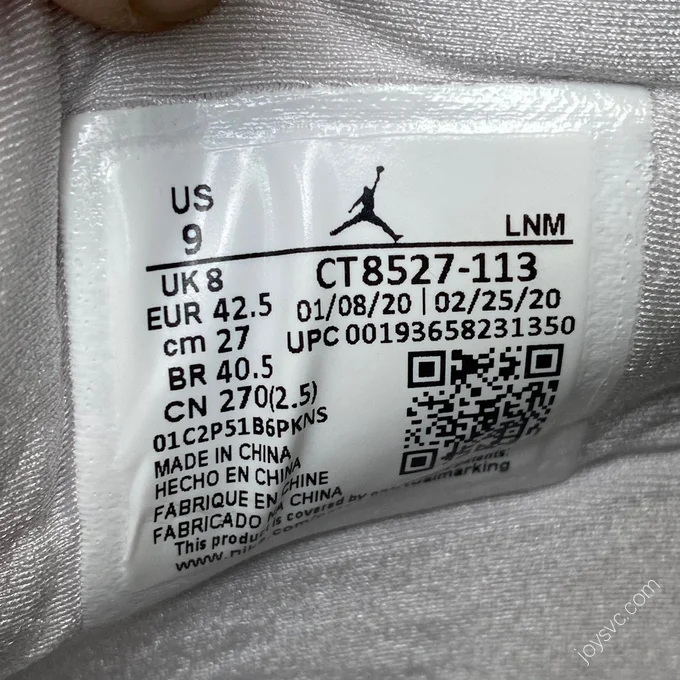 US
9
LNM
UK 8
CT8527-113
EUR 42.5
01/08/20 | 02/25/20
cm 27
UPC 00193658231350
BR 40.5
CN 270(2.5)
01C2P51B6PKNS
MADE IN CHINA
HECHO EN CHINA
FABRIQUE EN CHINE
FABRICADO NA CHINA
This product is covered by
joysvc.com